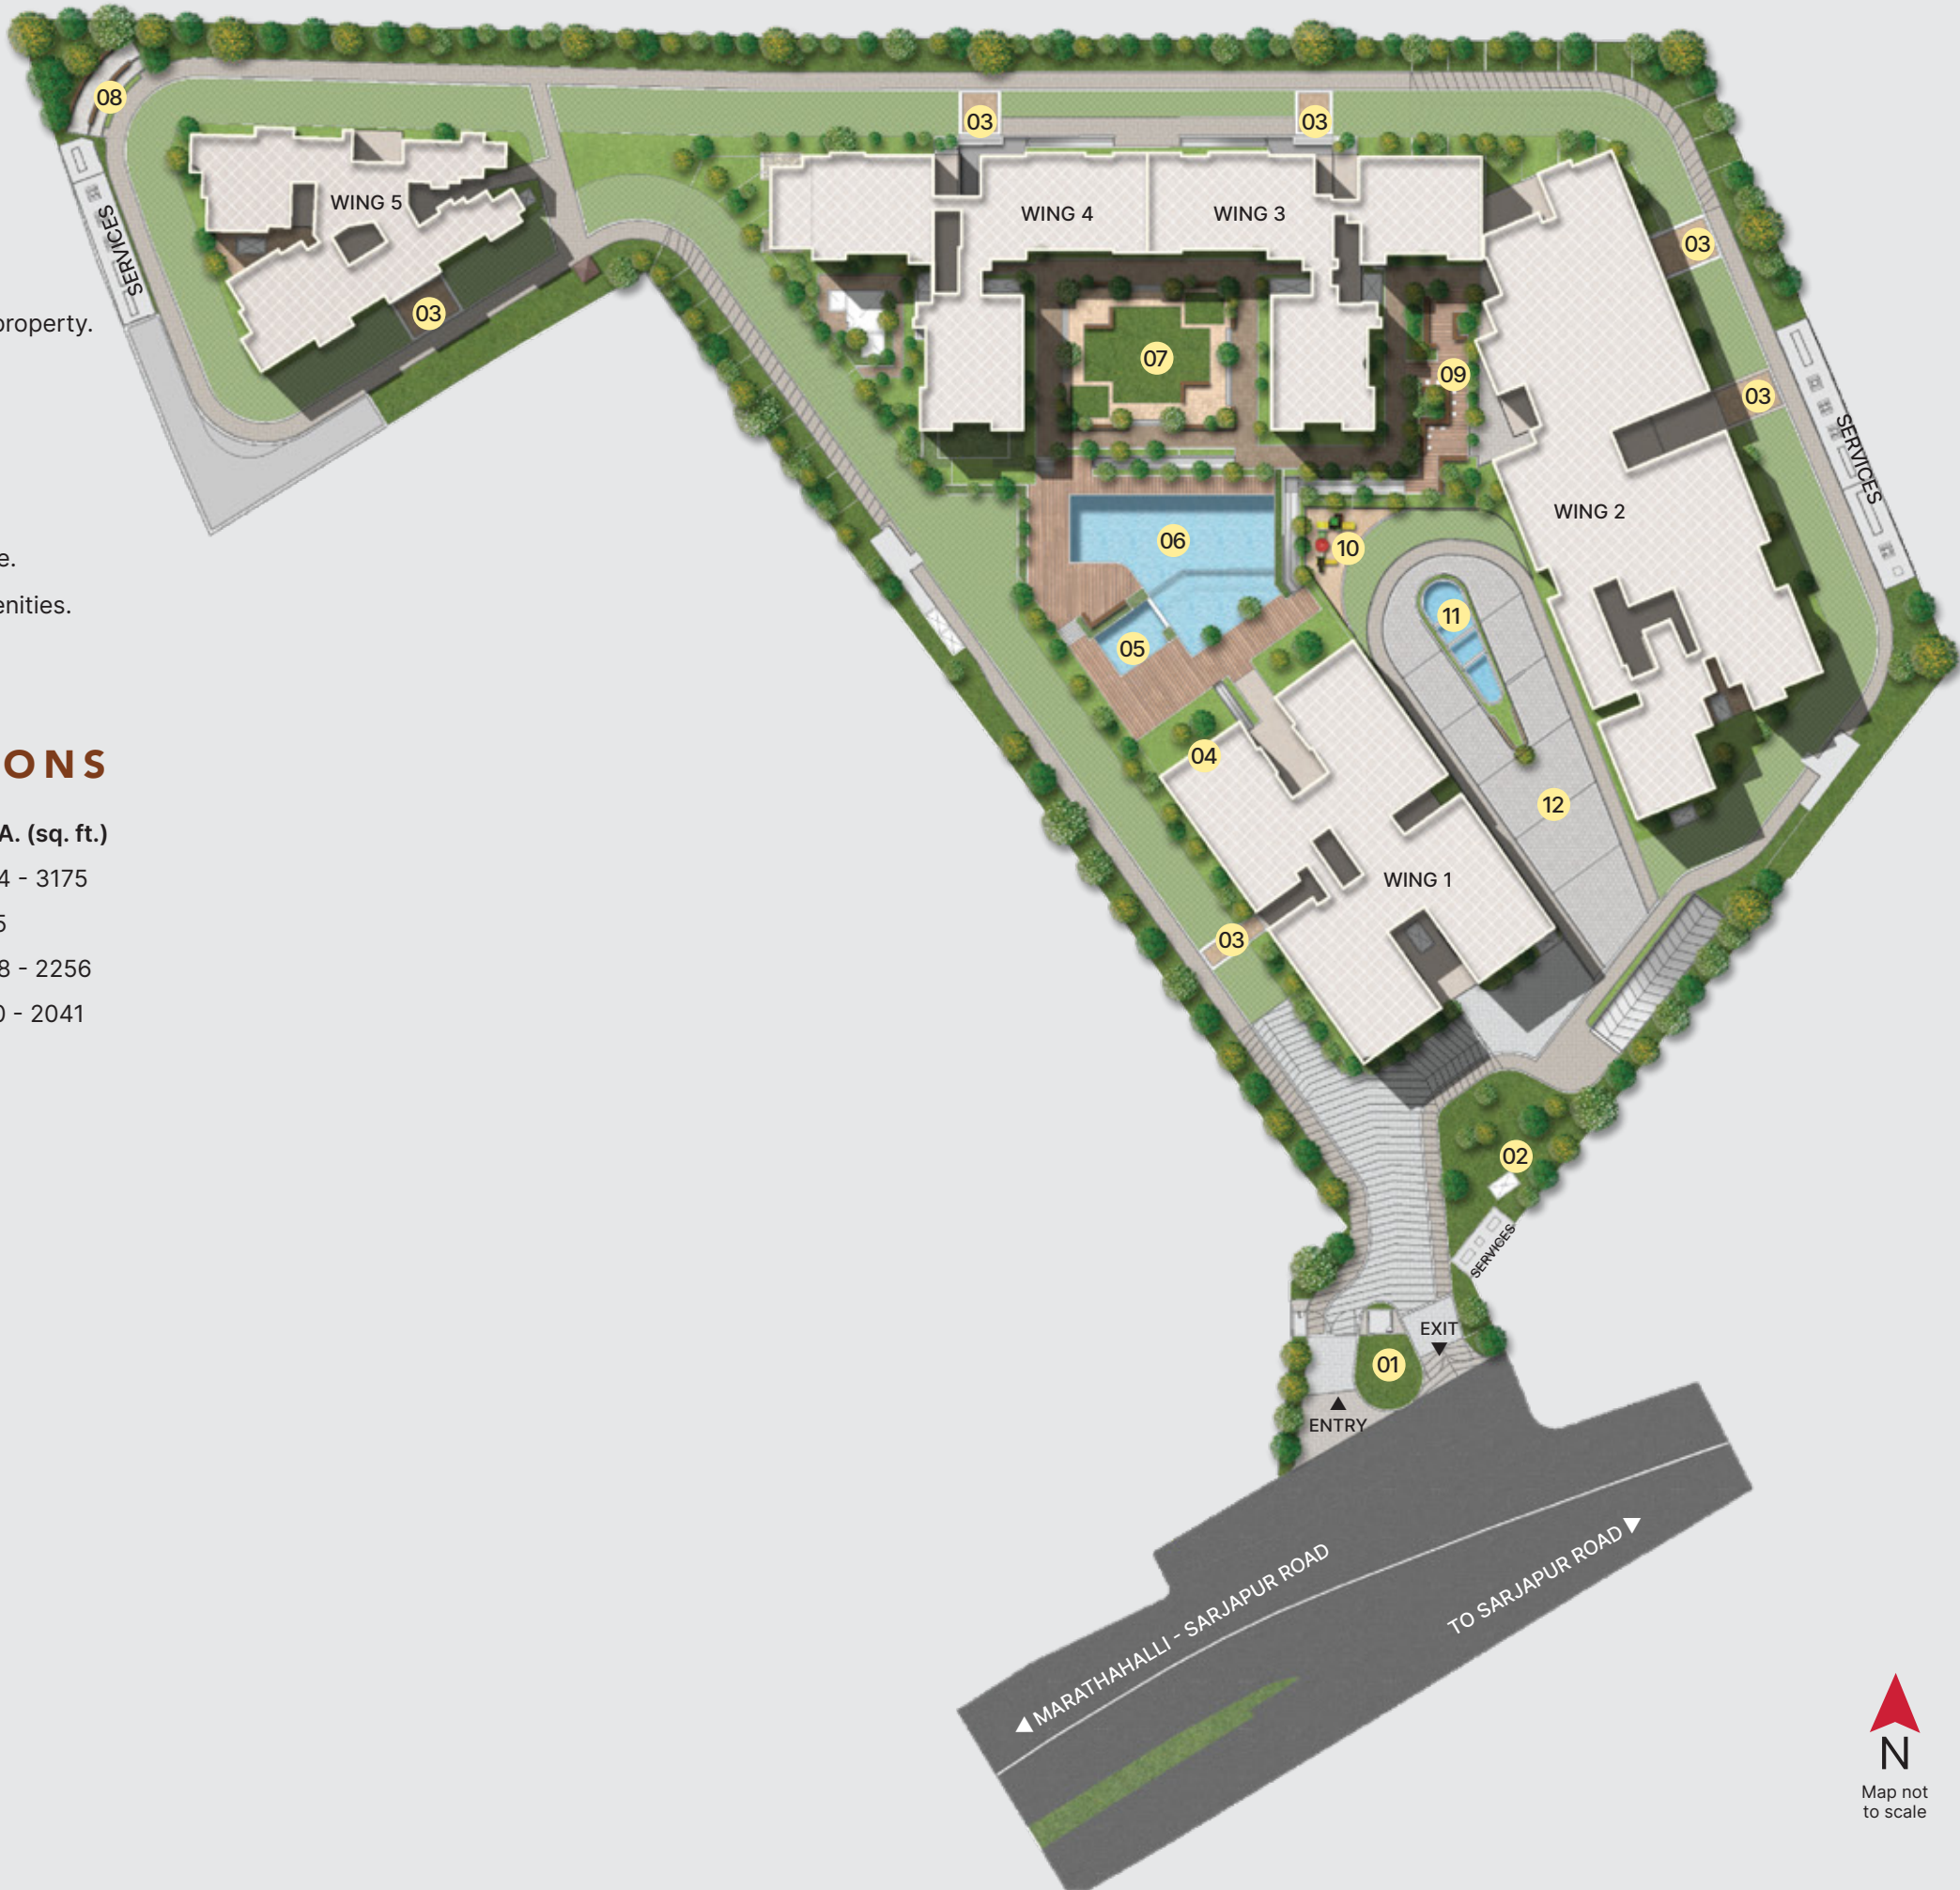 08
03
03
WING 5
WING 4
WING 3
SERVICES
03
03
property.
07
09
03
SERVICES
WING 2
06
10
e.
enities.
11
05
04
ONS
12
A. (sq. ft.)
4 - 3175
WING 1
5
03
8 - 2256
0 - 2041
02
SERVICES
EXIT
01
ENTRY
MARATHAHALLI - SARJAPUR ROAD
TO SARJAPUR ROAD
N
Map not
to scale